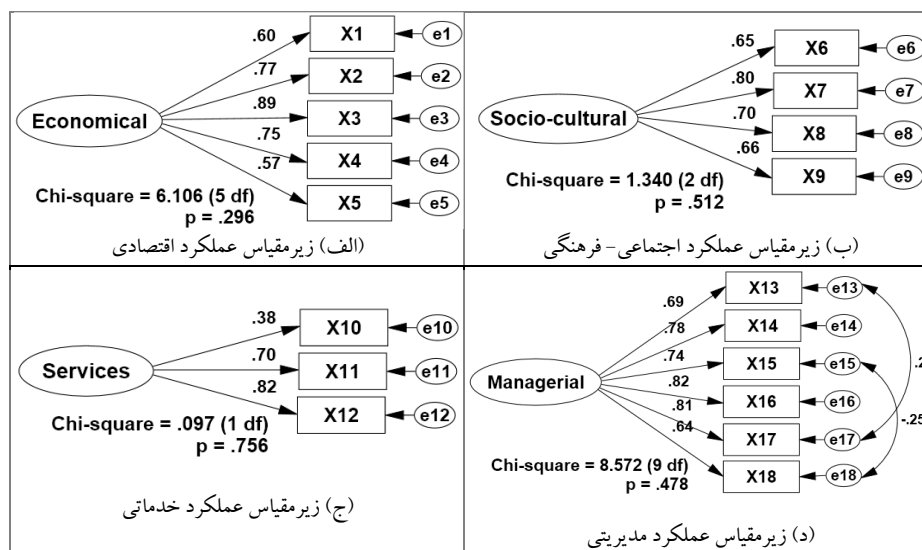 .60
X1
e1
.77
X2
e2
Economical
.89
X3
e3
.75
X4
e4
.57
X5
e5
Chi-square = 6.106 (5 df)
p = .296
(الف) زیرمقیاس عملکرد اقتصادی
.65
X6
e6
.80
X7
e7
Socio-cultural
.70
X8
e8
.66
X9
e9
Chi-square = 1.340 (2 df)
p = .512
(ب) زیرمقیاس عملکرد اجتماعی- فرهنگی
.38
X10
e10
Services
.70
X11
e11
.82
X12
e12
Chi-square = .097 (1 df)
p = .756
(ج) زیرمقیاس عملکرد خدماتی
.69
X13
e13
.78
X14
e14
.74
X15
e15
Managerial
.82
X16
e16
.81
X17
e17
.64
X18
e18
-.25
Chi-square = 8.572 (9 df)
p = .478
(د) زیرمقیاس عملکرد مدیریتی